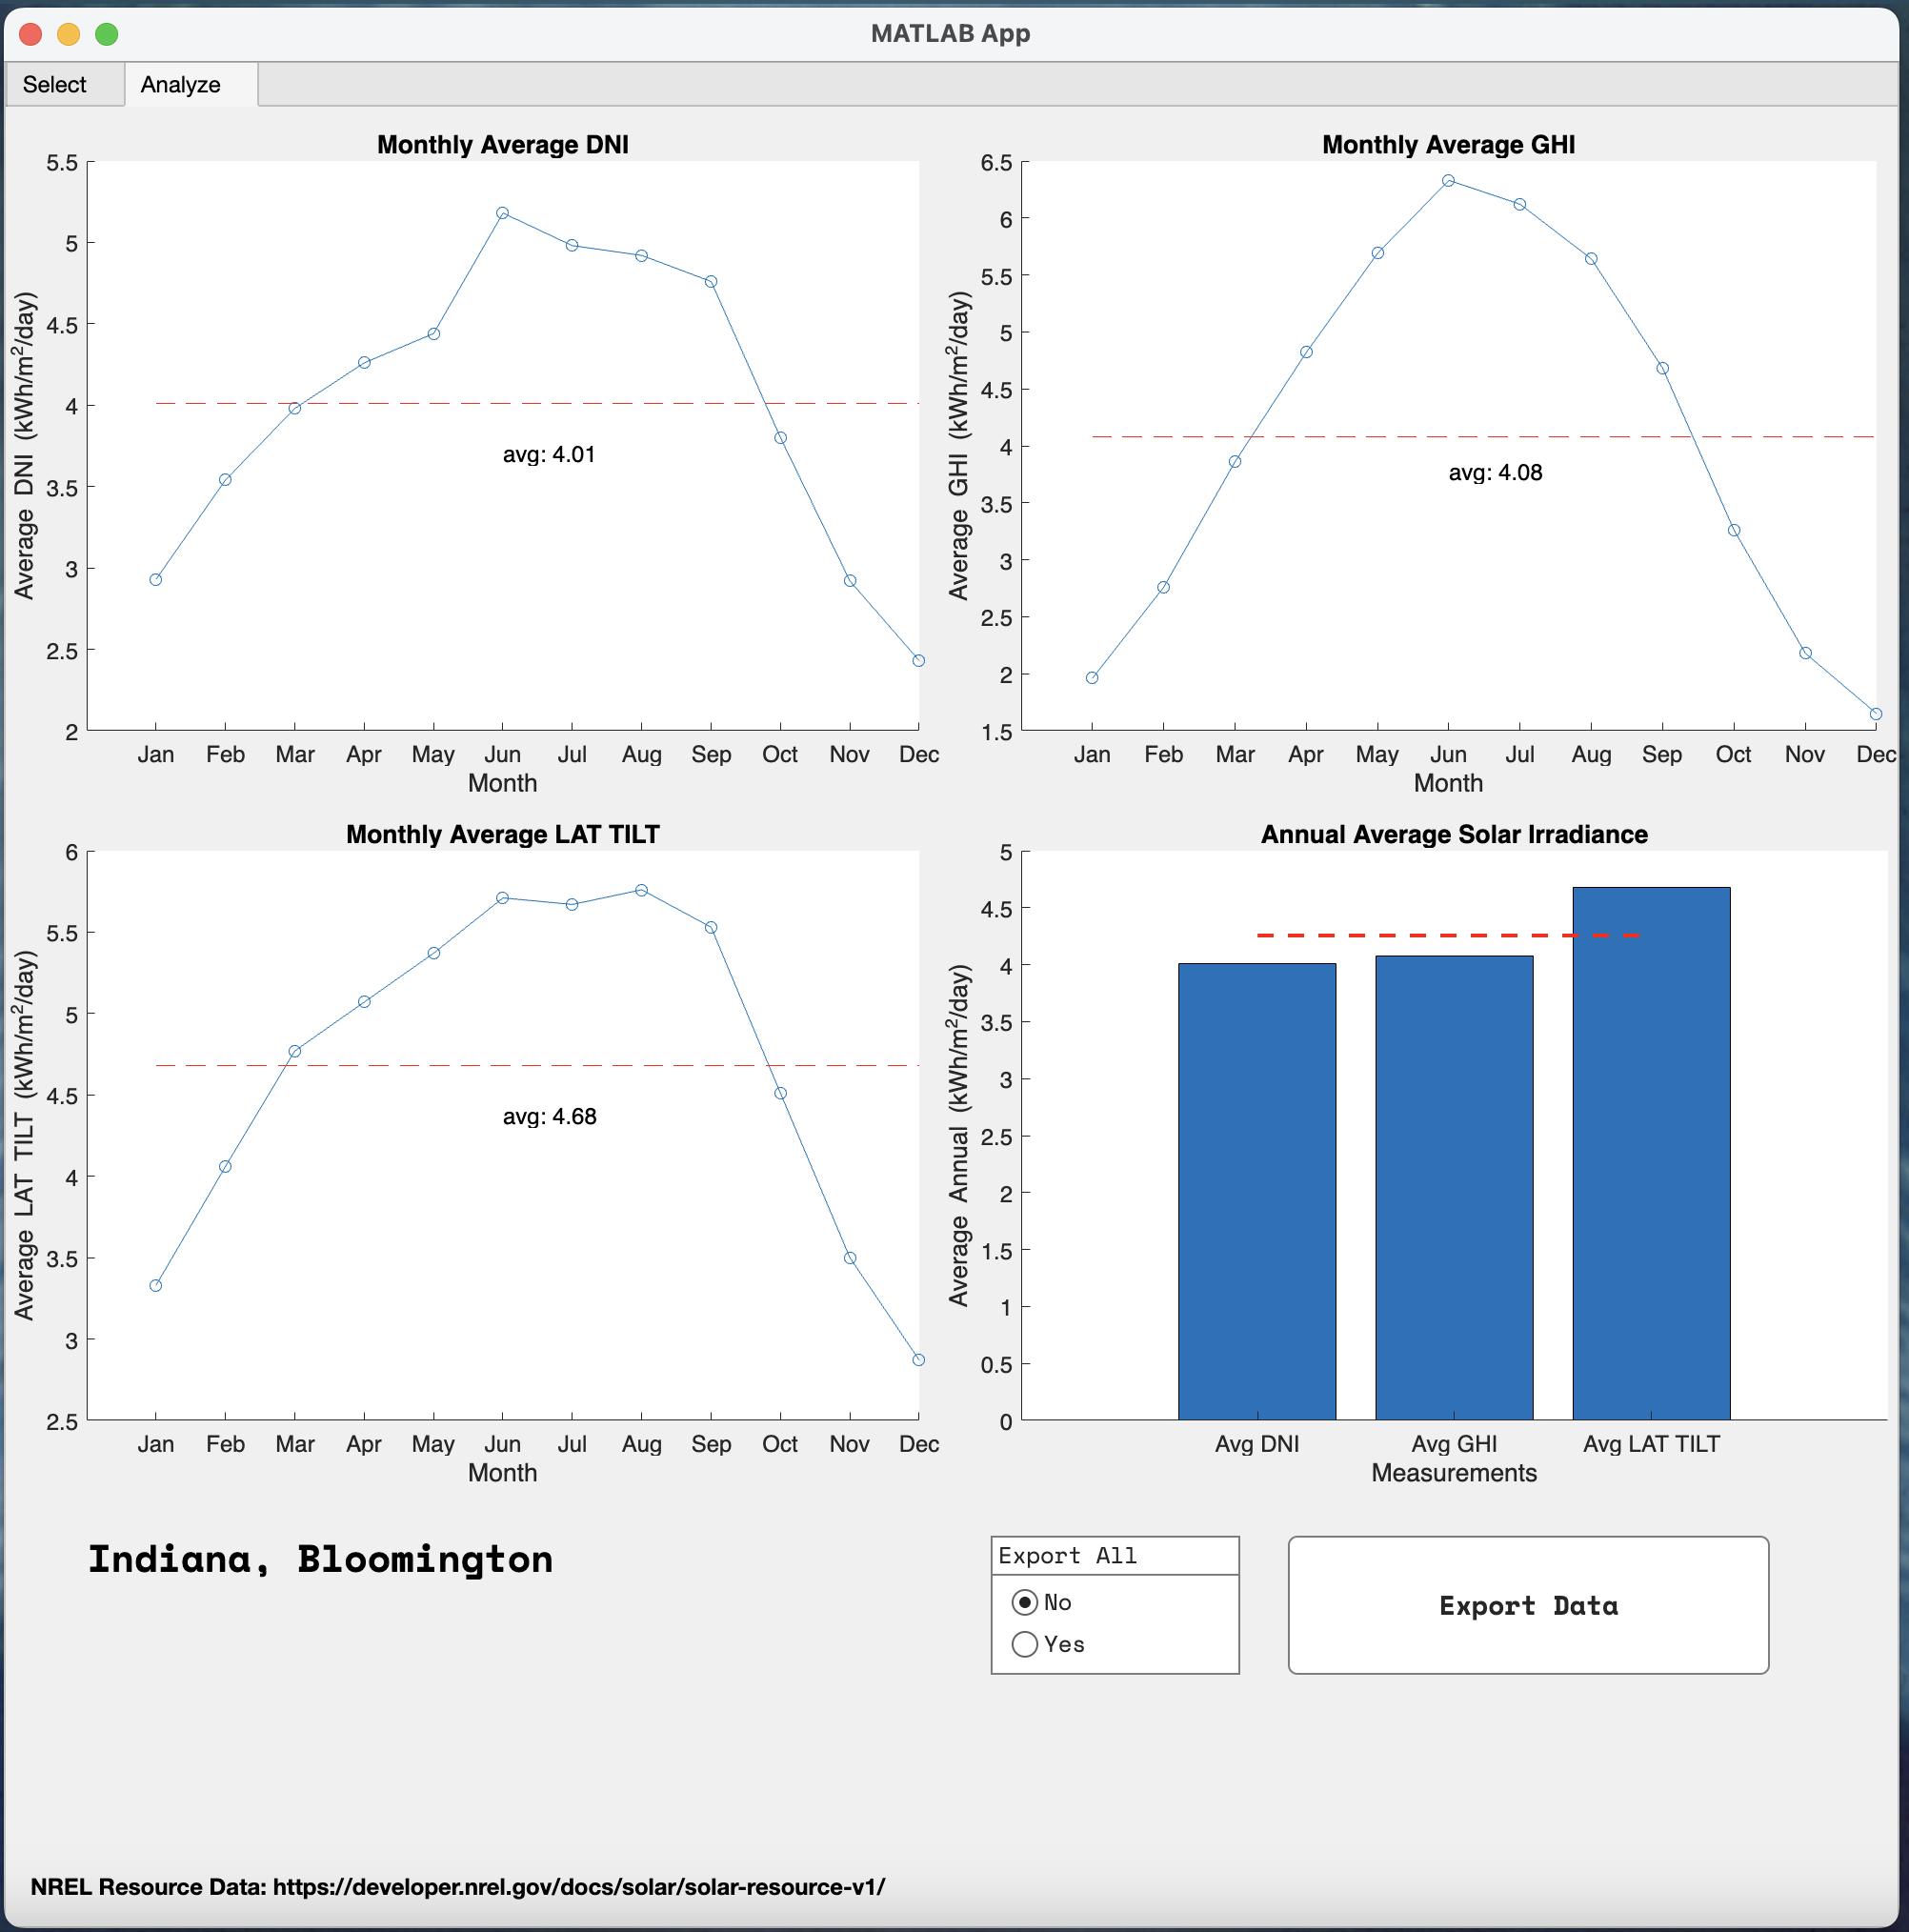 MATLAB App
Select
Analyze
Monthly Average DNI
5.5
5
4.5
4
3.5
3
2.5
2
Average DNI (kWh/m²/day)
avg: 4.01
Jan Feb Mar Apr May Jun Jul Aug Sep Oct Nov Dec
Month
Monthly Average GHI
6.5
6
5.5
5
4.5
4
3.5
3
2.5
2
1.5
Average GHI (kWh/m²/day)
avg: 4.08
Jan Feb Mar Apr May Jun Jul Aug Sep Oct Nov Dec
Month
Monthly Average LAT TILT
6
5.5
5
4.5
4
3.5
3
2.5
Average LAT TILT (kWh/m²/day)
avg: 4.68
Jan Feb Mar Apr May Jun Jul Aug Sep Oct Nov Dec
Month
Annual Average Solar Irradiance
5
4.5
4
3.5
3
2.5
2
1.5
1
0.5
0
Average Annual (kWh/m²/day)
Avg DNI Avg GHI Avg LAT TILT
Measurements
Indiana, Bloomington
Export All
No
Yes
Export Data
NREL Resource Data: https://developer.nrel.gov/docs/solar/solar-resource-v1/